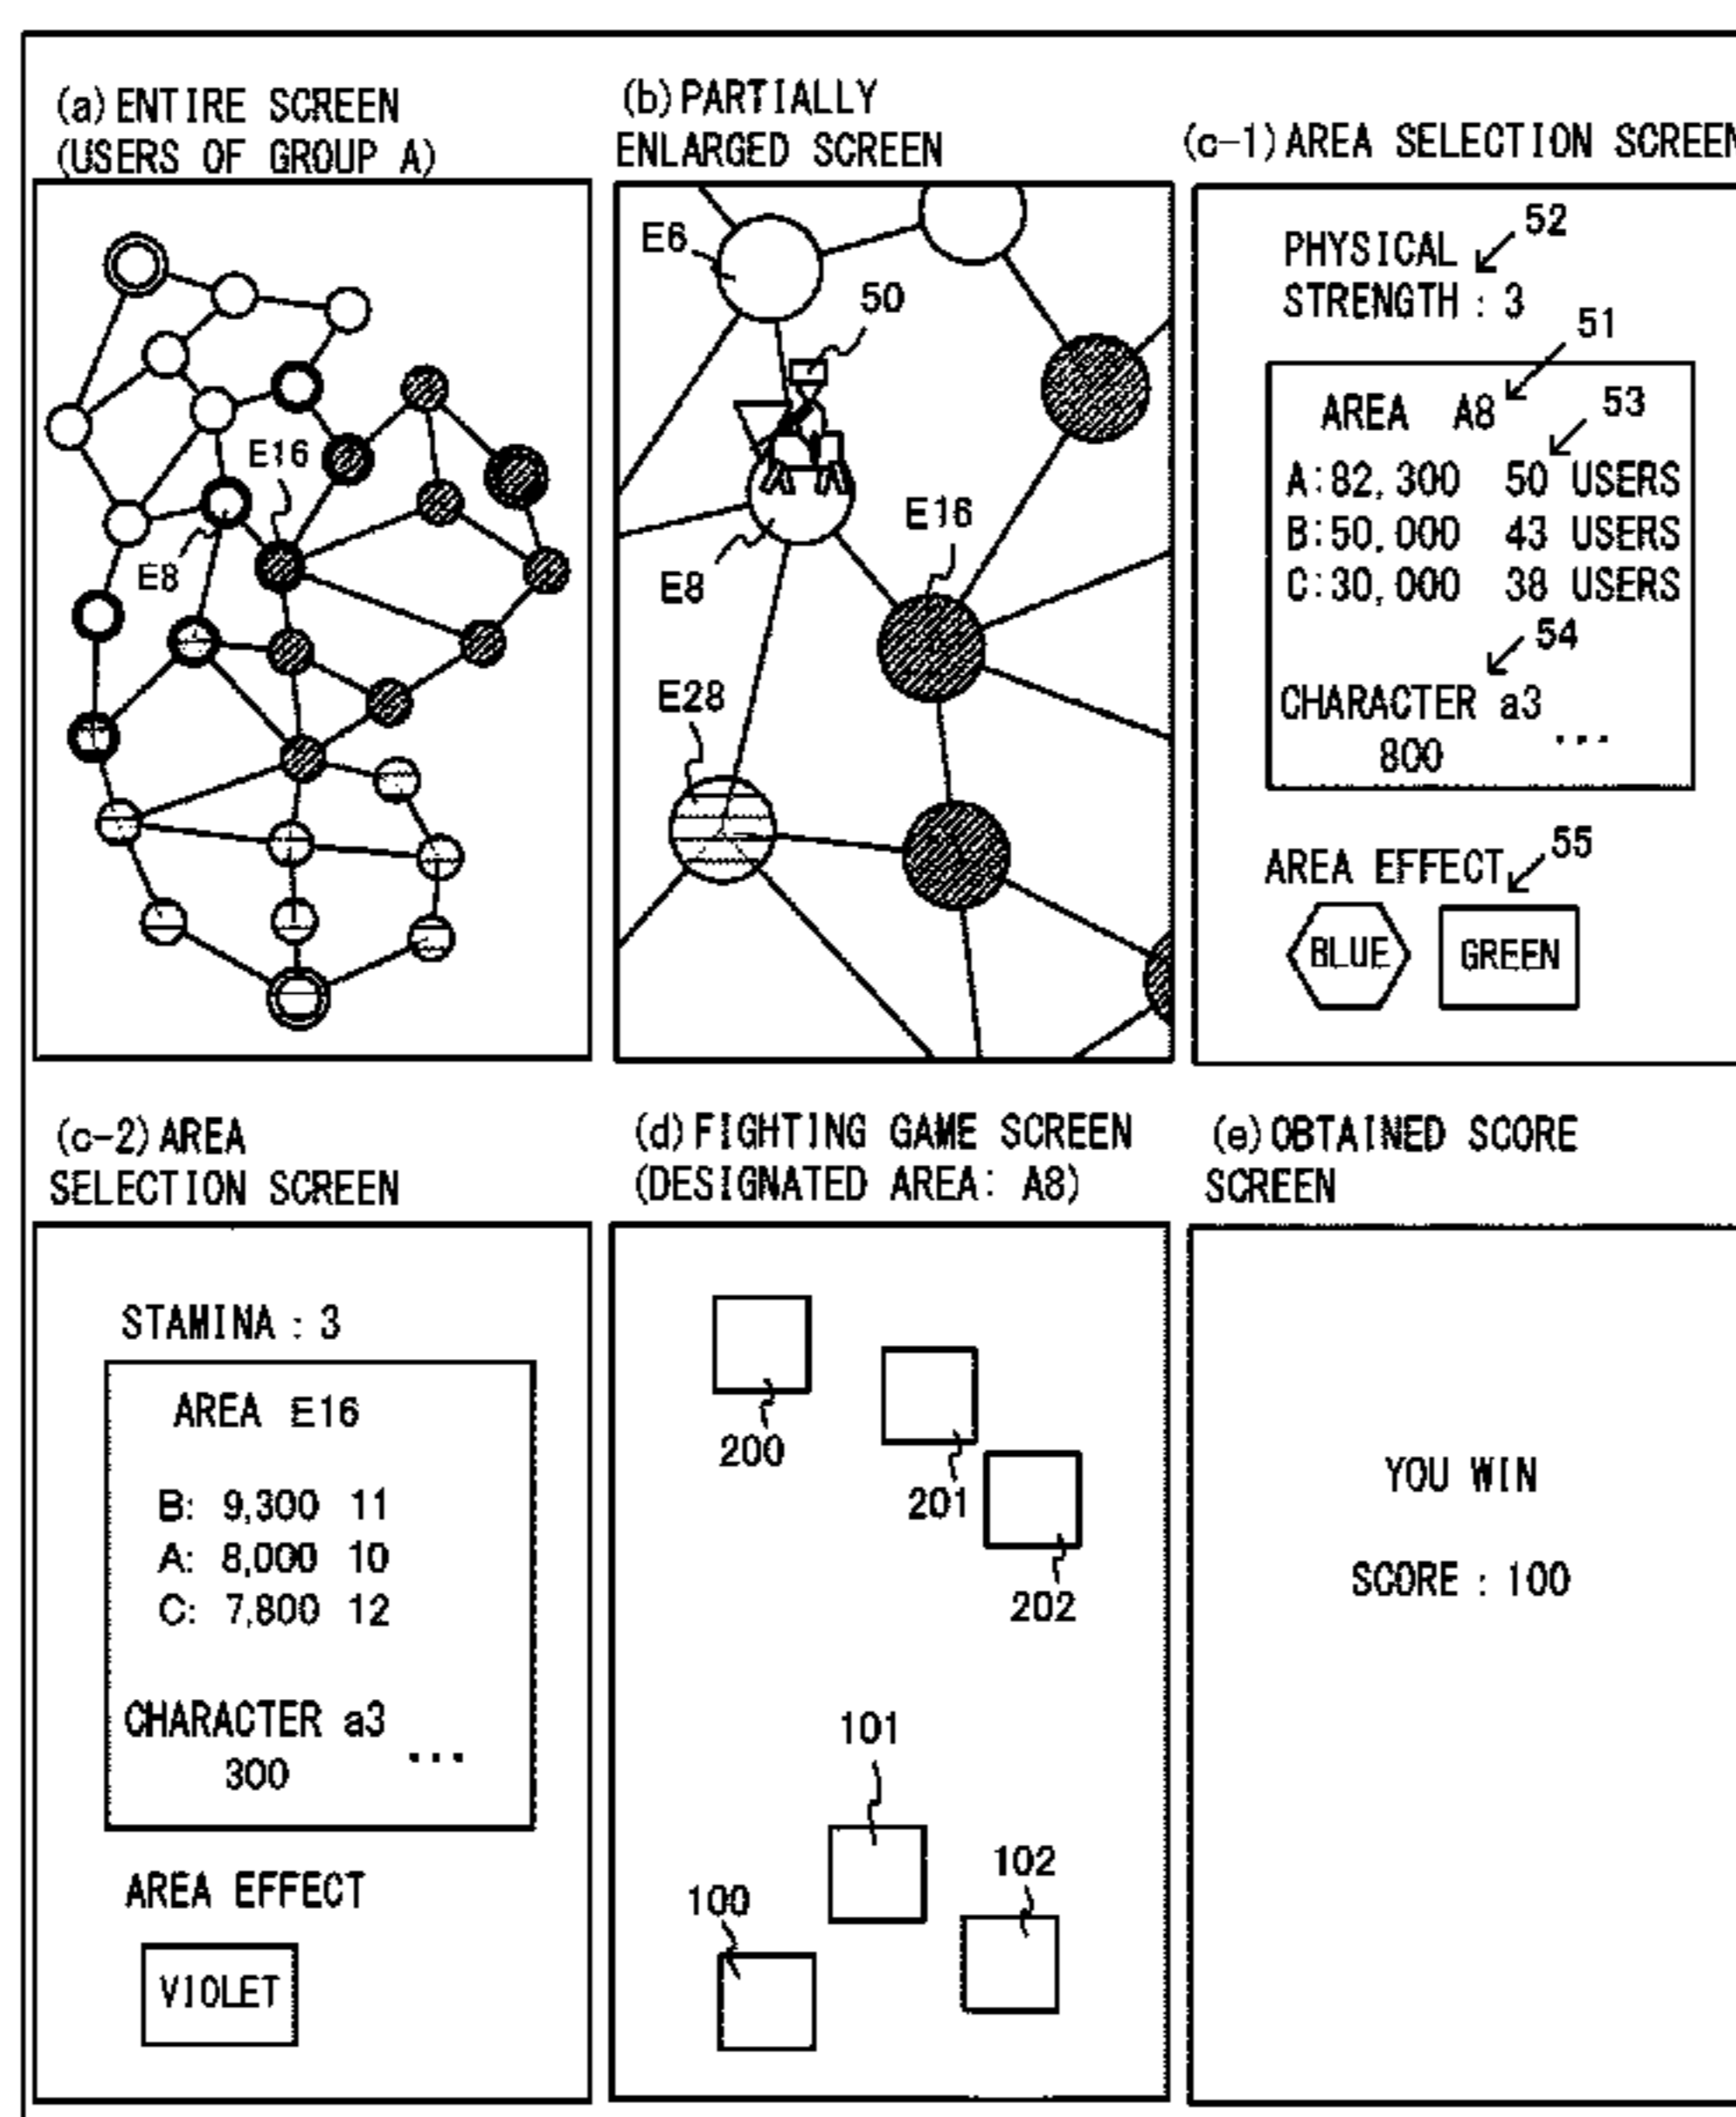 (a) ENTIRE SCREEN
(USERS OF GROUP A)
E16
E8
(b) PARTIALLY
ENLARGED SCREEN
E6
50
E16
E8
E28
(c-1) AREA SELECTION SCREEN
52
PHYSICAL
STRENGTH : 3
51
AREA A8
53
A:82,300 50 USERS
B:50,000 43 USERS
C:30,000 38 USERS
54
CHARACTER a3
800 ...
AREA EFFECT
55
BLUE GREEN
(c-2) AREA
SELECTION SCREEN
STAMINA : 3
AREA E16
B: 9,300 11
A: 8,000 10
C: 7,800 12
CHARACTER a3
300 ...
AREA EFFECT
VIOLET
(d) FIGHTING GAME SCREEN
(DESIGNATED AREA: A8)
200
201
202
101
102
100
(e) OBTAINED SCORE
SCREEN
YOU WIN
SCORE : 100